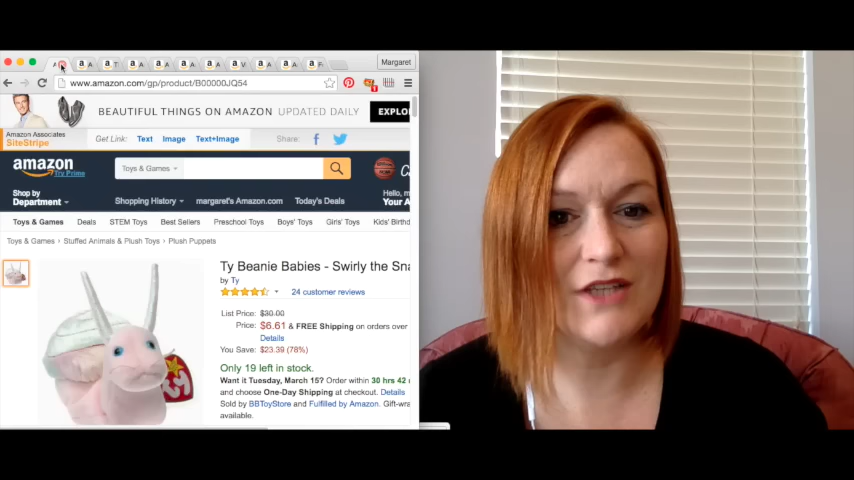 A A A T A A A A V A A F
Margaret
www.amazon.com/gp/product/B00000JQ54
BEAUTIFUL THINGS ON AMAZON UPDATED DAILY EXPLO
Amazon Associates
SiteStripe
Get Link: Text Image Text+Image Share:
amazon
Try Prime
Toys & Games
Hello, m
Shop by
Department
Shopping History margaret's Amazon.com Today's Deals Your A
Toys & Games Deals STEM Toys Best Sellers Preschool Toys Boys' Toys Girls' Toys Kids' Birthd
Toys & Games › Stuffed Animals & Plush Toys › Plush Puppets
Ty Beanie Babies - Swirly the Sna
by Ty
24 customer reviews
List Price: $30.00
Price: $6.61 & FREE Shipping on orders over
Details
You Save: $23.39 (78%)
Only 19 left in stock.
Want it Tuesday, March 15? Order within 30 hrs 42
and choose One-Day Shipping at checkout. Details
Sold by BBToyStore and Fulfilled by Amazon. Gift-wra
available.
ty